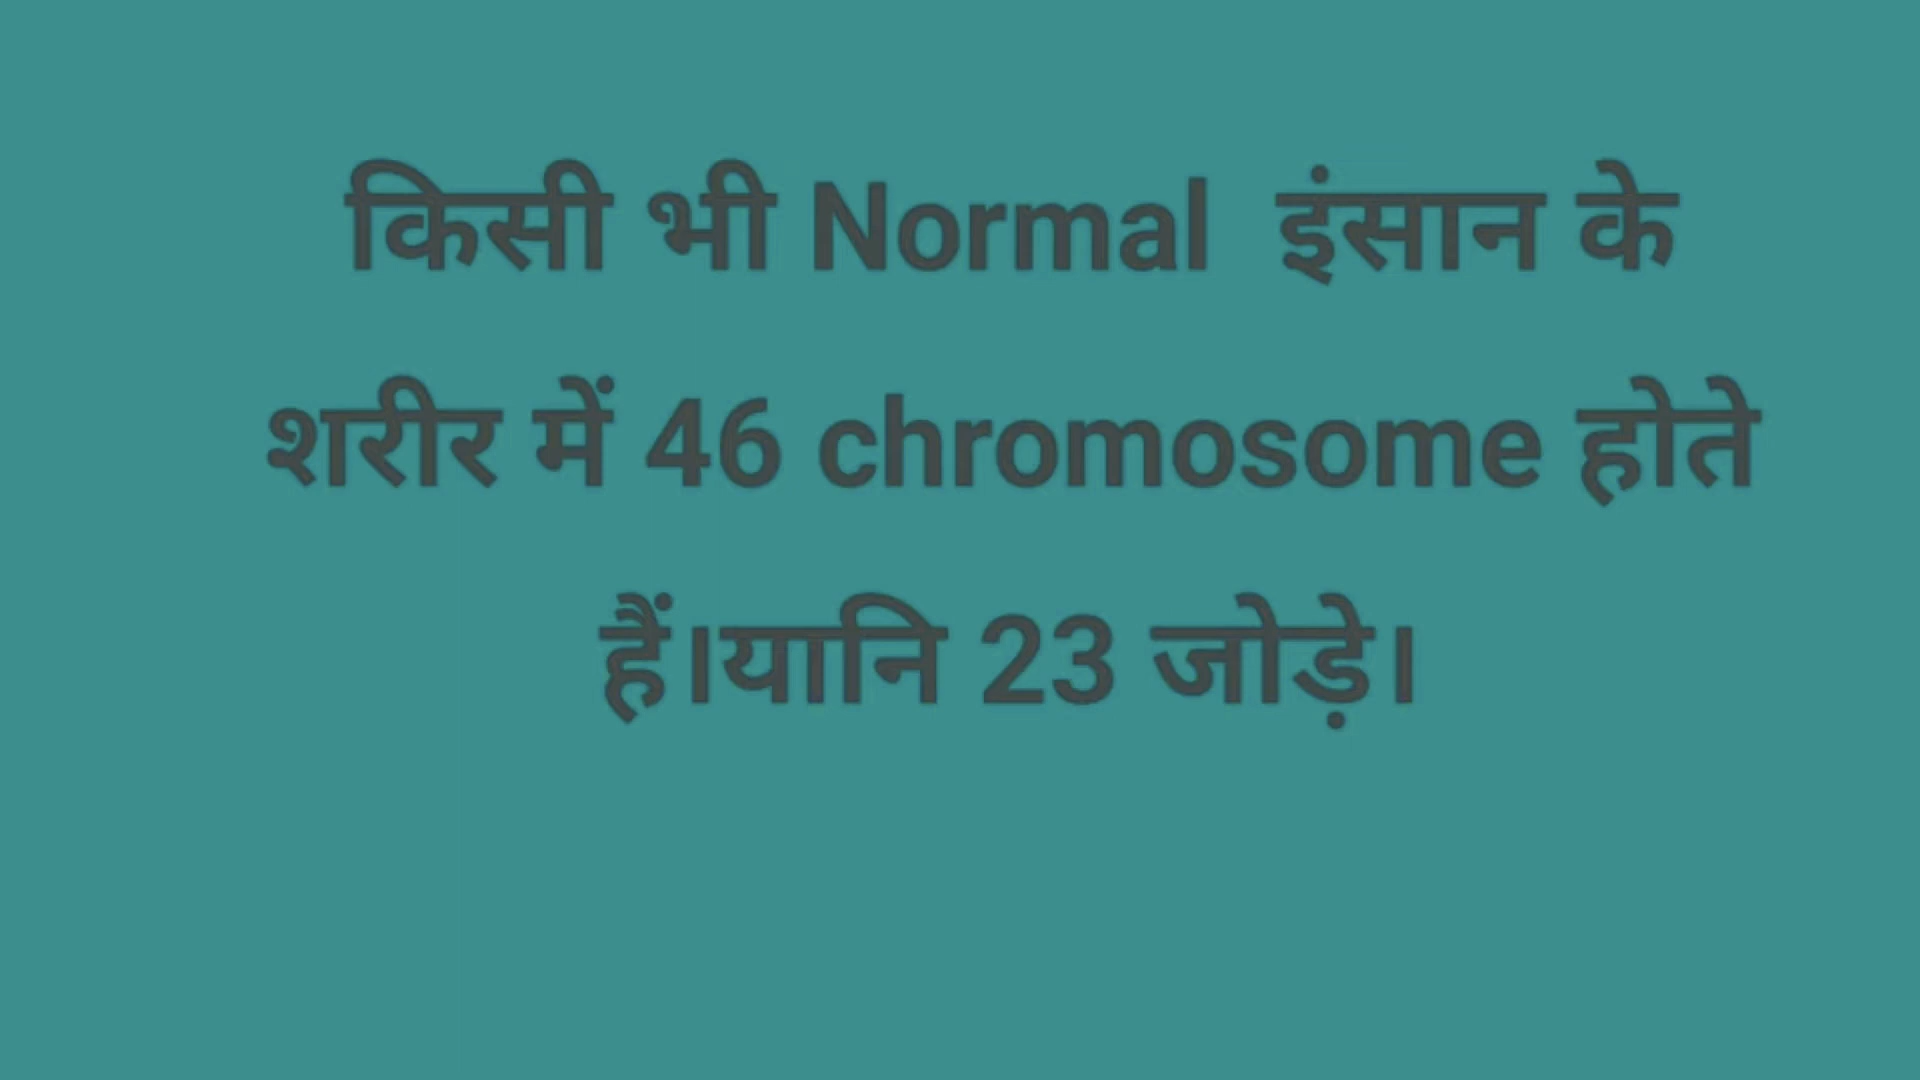 किसी भी Normal इंसान के
शरीर में 46 chromosome होते
हैं।यानि 23 जोड़े।